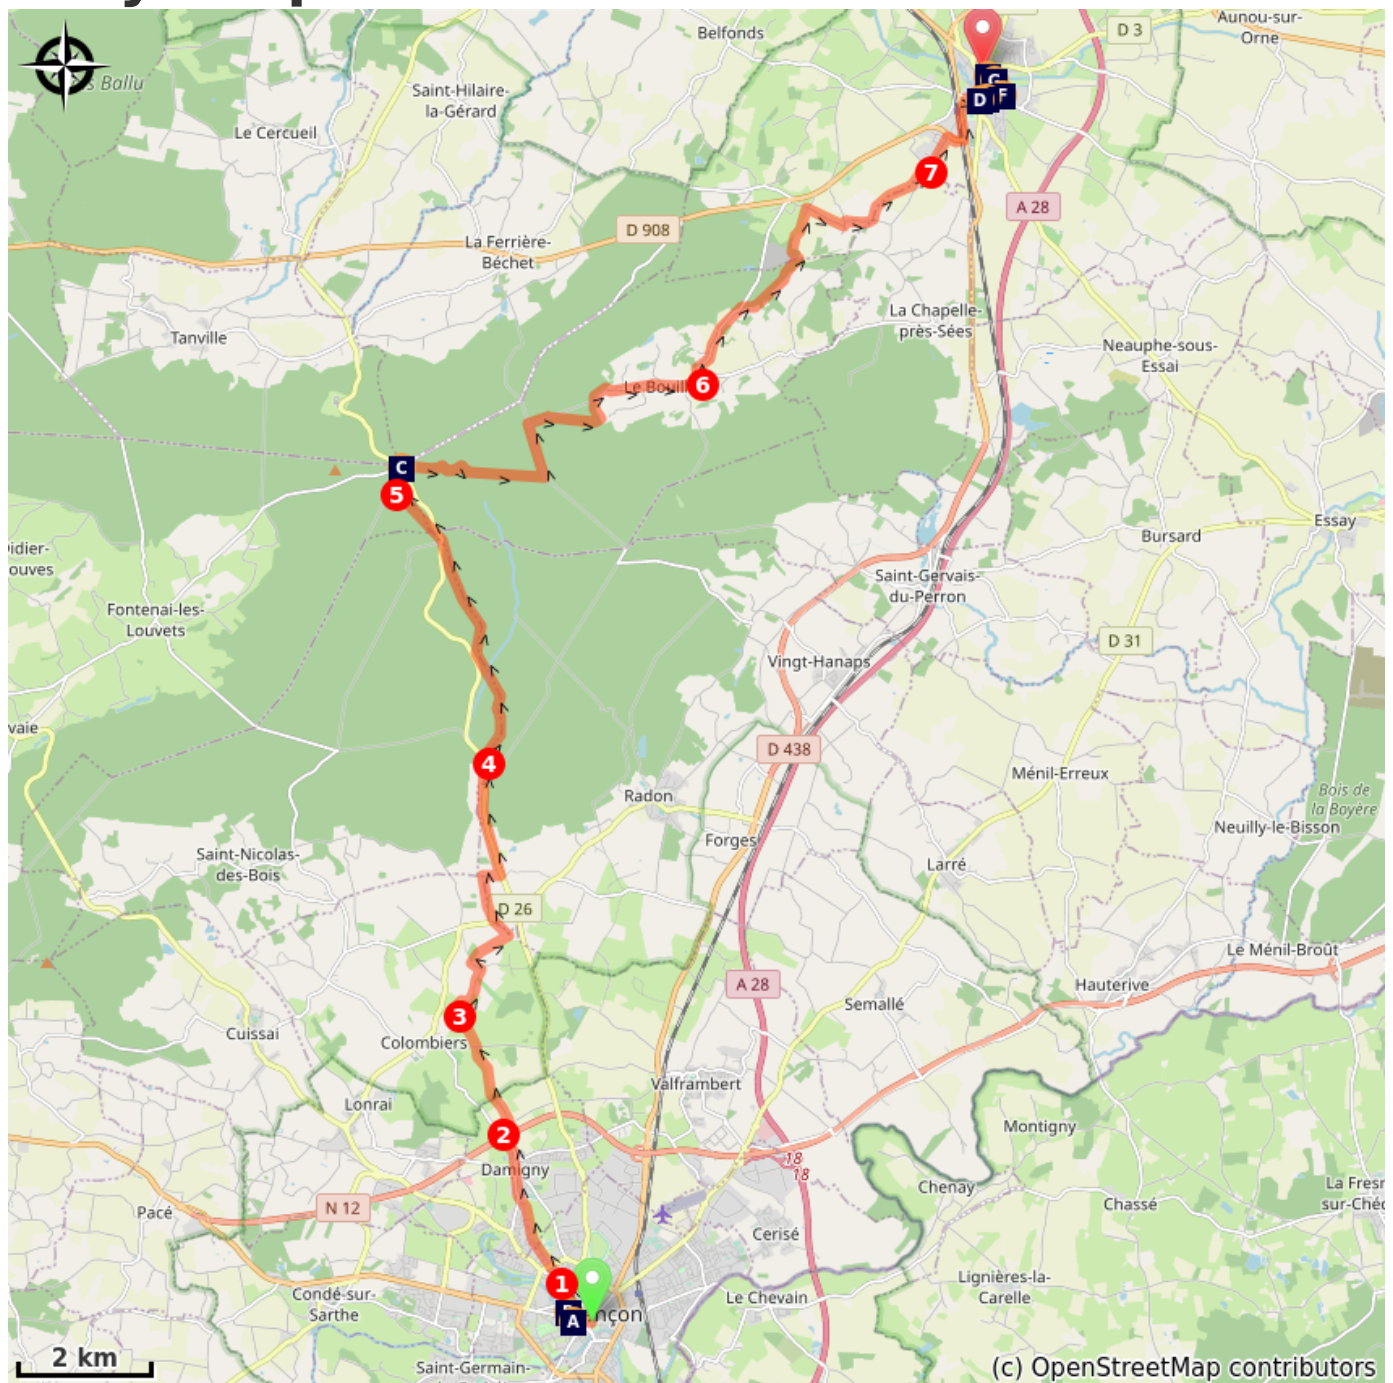 Belfonds
D 3
Aunou-sur-
Orne
s Ballu
Saint-Hilaire-
la-Gérard
Le Cercueil
G
D
F
7
A 28
D 908
La Ferrière-
Béchet
La Chapelle-
près-Sées
Tanville
Neauphe-sous-
Essai
Le Bouill
6
C
5
Essay
Bursard
idier-
ouves
Saint-Gervais-
du-Perron
Fontenai-les-
Louvets
D 31
Vingt-Hanaps
vaie
D 438
4
Ménil-Erreux
Radon
Bois de
la Boyère
Neuilly-le-Bisson
Forges
Saint-Nicolas-
des-Bois
Larré
D 26
Le Ménil-Broût
A 28
Hauterive
Semallé
3
Cuissai
Colombiers
Valframbert
Lonrai
2
Montigny
18
18
Damigny
Chenay
La Fresn
sur-Chéd
Chassé
N 12
Pacé
Cerisé
1
Lignières-la-
Carelle
Condé-sur-
Sarthe
Le Chevain
A
nçon
2 km
Saint-Germain-
(c) OpenStreetMap contributors